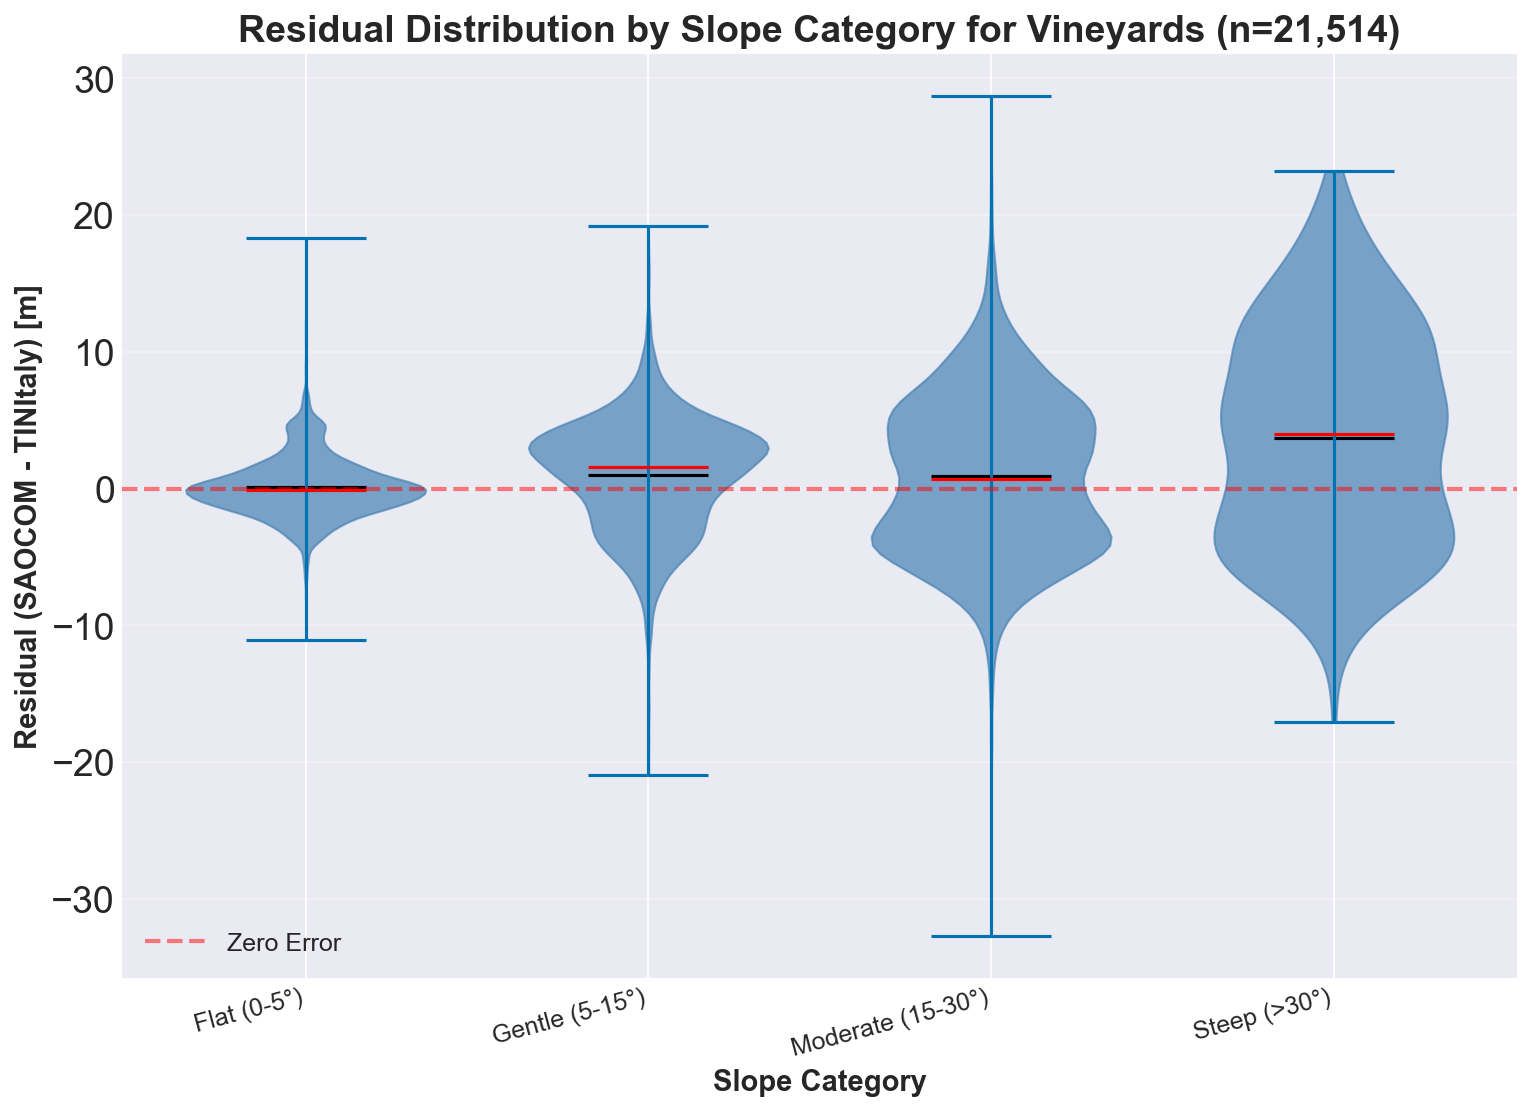 Residual Distribution by Slope Category for Vineyards (n=21,514)
Residual (SAOCOM - TINItaly) [m]
30
20
10
0
−10
−20
−30
Zero Error
Flat (0-5°)
Gentle (5-15°)
Moderate (15-30°)
Steep (>30°)
Slope Category